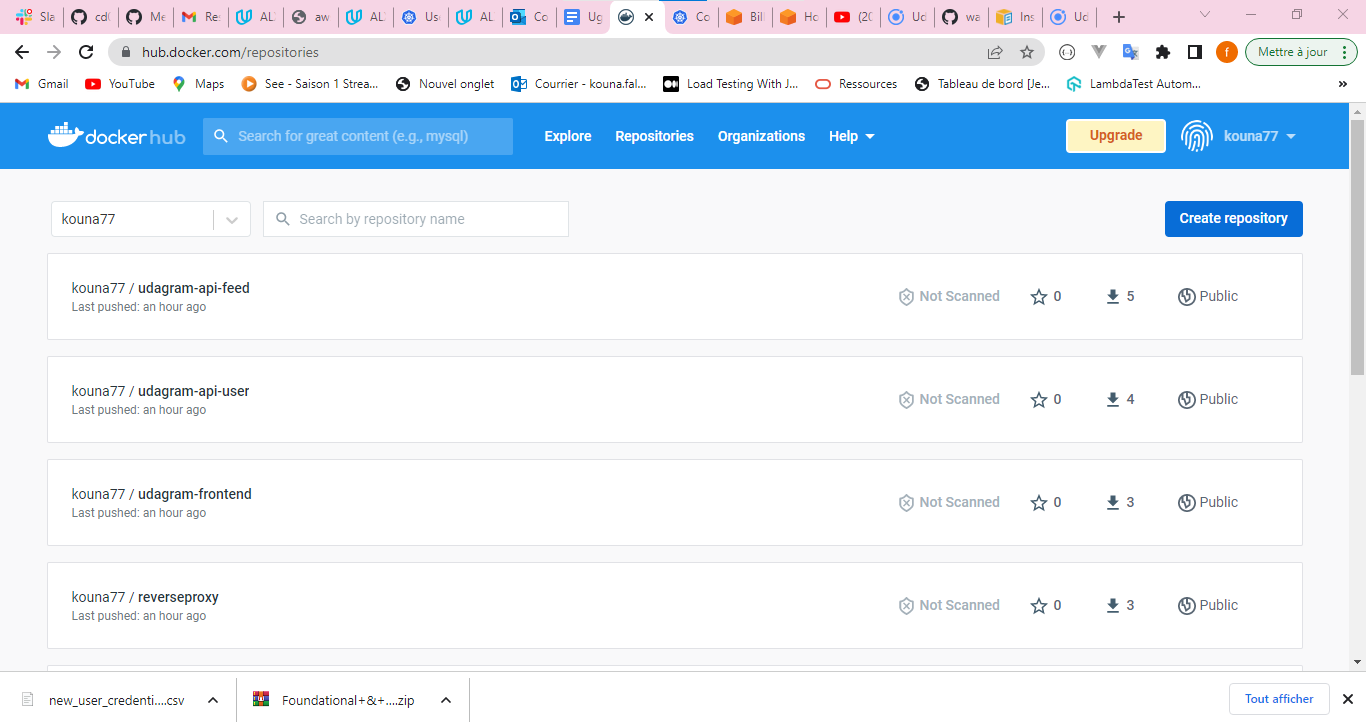 Sla
cd0
Me
Re:
AL
aw
AL
Use
AL
Co
Ug
Co
Bill
Ho
(20
Ud
wa
Ins
Ud
hub.docker.com/repositories
f
Mettre à jour
Gmail
YouTube
Maps
See - Saison 1 Strea...
Nouvel onglet
Courrier - kouna.fal...
Load Testing With J...
Ressources
Tableau de bord [Je...
LambdaTest Autom...
»
docker hub
Search for great content (e.g., mysql)
Explore
Repositories
Organizations
Help
Upgrade
kouna77
kouna77
Search by repository name
Create repository
kouna77 / udagram-api-feed
Last pushed: an hour ago
Not Scanned
0
5
Public
kouna77 / udagram-api-user
Last pushed: an hour ago
Not Scanned
0
4
Public
kouna77 / udagram-frontend
Last pushed: an hour ago
Not Scanned
0
3
Public
kouna77 / reverseproxy
Last pushed: an hour ago
Not Scanned
0
3
Public
new_user_credenti....csv
Foundational+&+....zip
Tout afficher